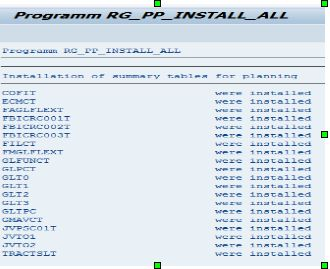 Programm RG_PP_INSTALL_ALL
Programm RG_PP_INSTALL_ALL
Installation of summary tables for planning
COFIT were installed
ECMCT were installed
FAGLFLEXT were installed
FBICRC001T were installed
FBICRC002T were installed
FBICRC003T were installed
FILCT were installed
FMGLFLEXT were installed
GLFUNCT were installed
GLPCT were installed
GLT0 were installed
GLT1 were installed
GLT2 were installed
GLT3 were installed
GLTPC were installed
GMAVCT were installed
JVPSC01T were installed
JVTO1 were installed
JVTO2 were installed
TRACTSLT were installed